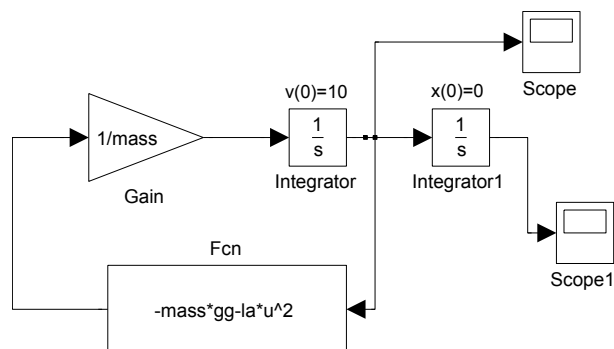 Scope
v(0)=10
x(0)=0
1/mass
1
s
1
s
Integrator
Integrator1
Gain
Fcn
Scope1
-mass*gg-la*u^2